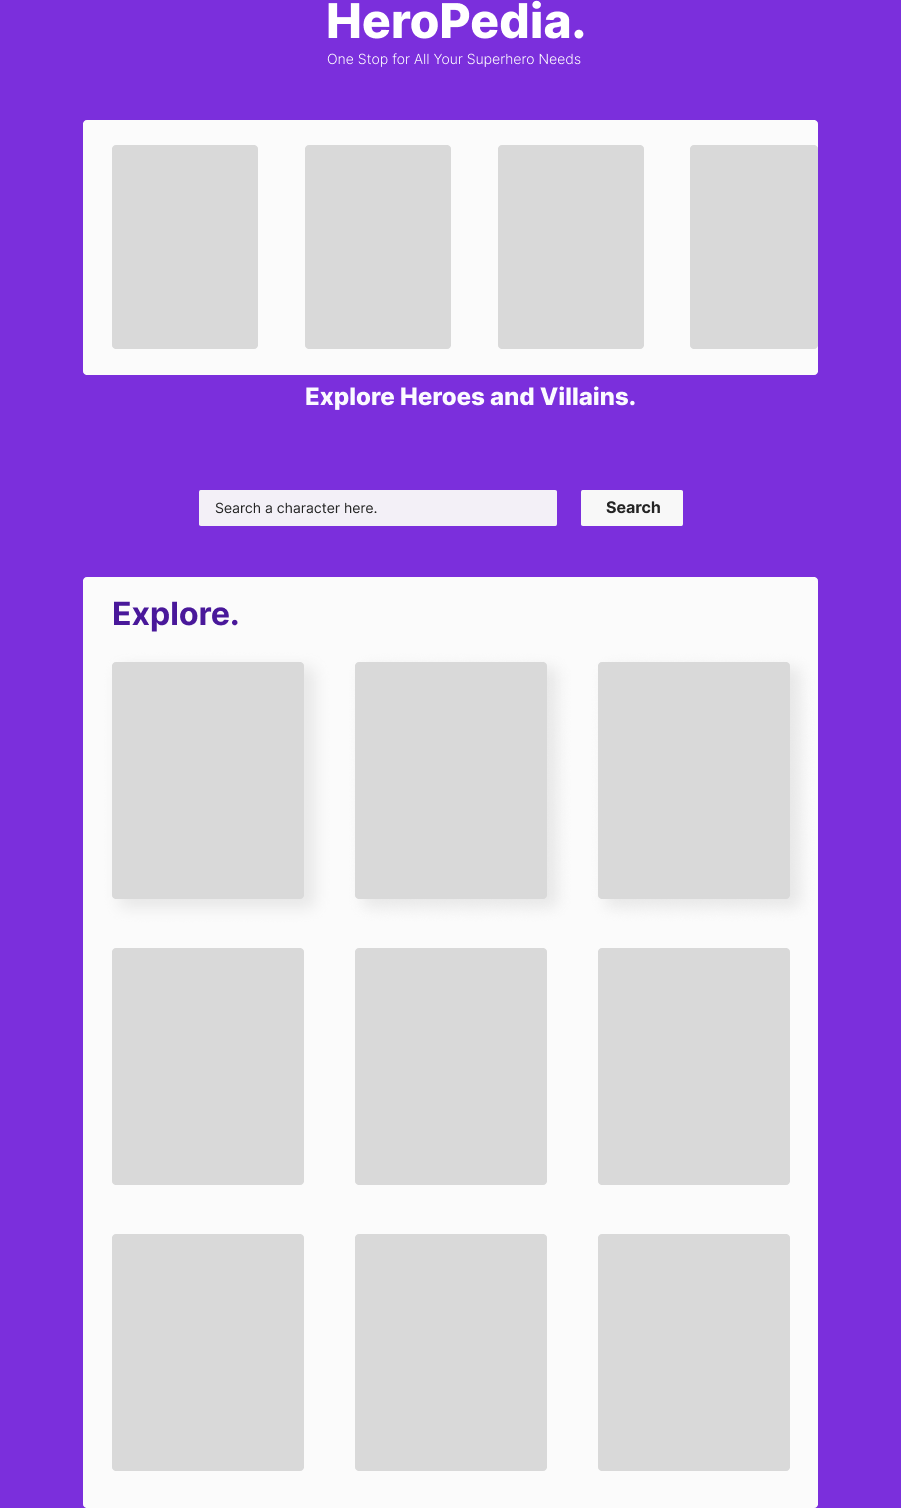 HeroPedia.
One Stop for All Your Superhero Needs
Explore Heroes and Villains.
Search a character here.
Search
Explore.